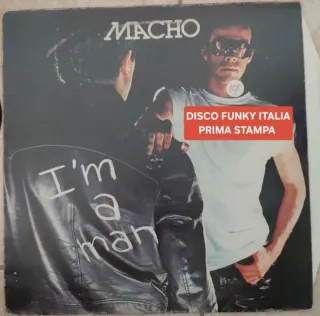 MACHO
DISCO FUNKY ITALIA
PRIMA STAMPA
I'm
a
man